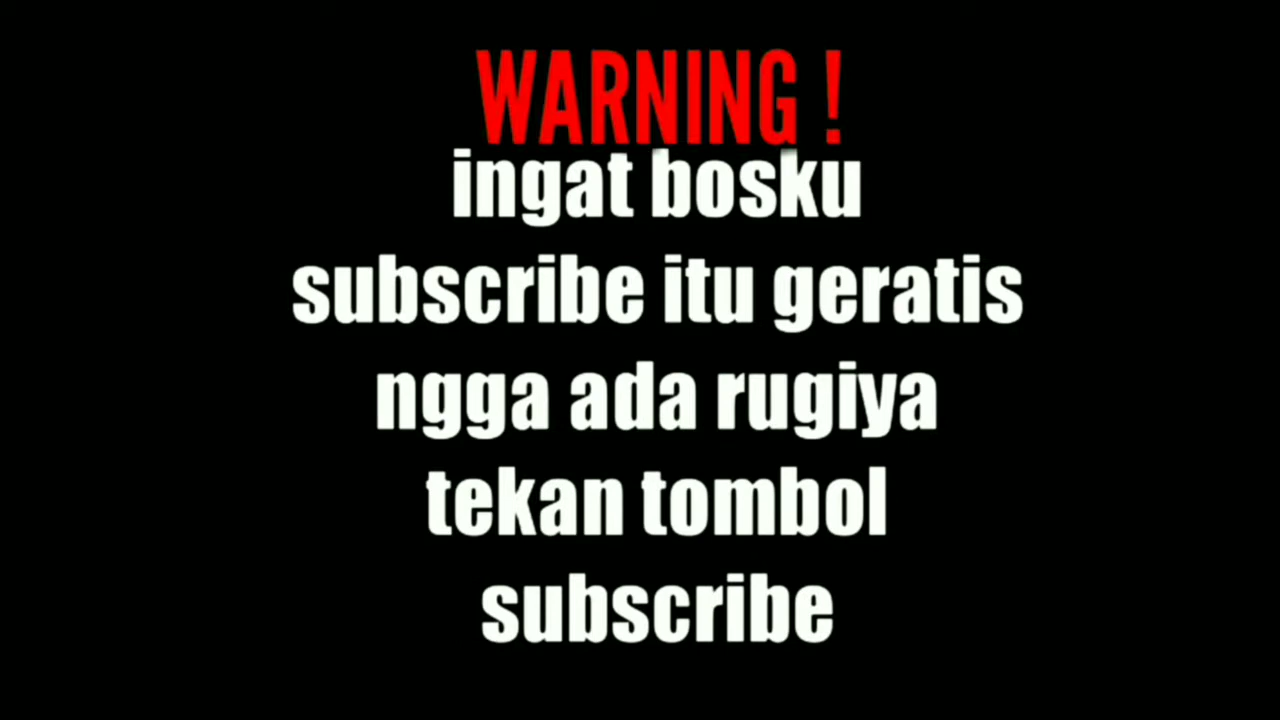 WARNING !
ingat bosku
subscribe itu geratis
ngga ada rugiya
tekan tombol
subscribe